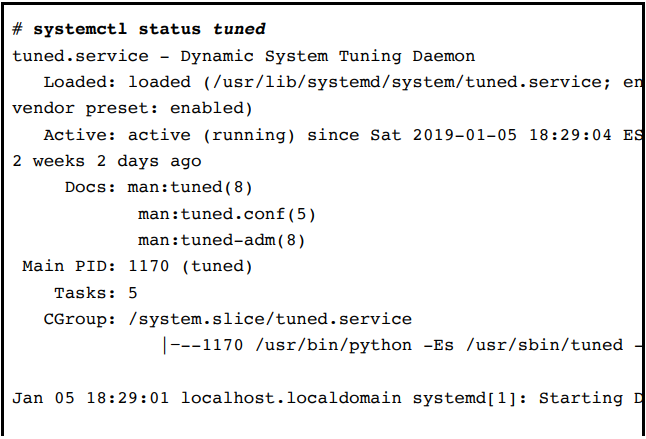 # systemctl status tuned
tuned.service - Dynamic System Tuning Daemon
Loaded: loaded (/usr/lib/systemd/system/tuned.service; en
vendor preset: enabled)
Active: active (running) since Sat 2019-01-05 18:29:04 ES
2 weeks 2 days ago
Docs: man:tuned(8)
man:tuned.conf(5)
man:tuned-adm(8)
Main PID: 1170 (tuned)
Tasks: 5
CGroup: /system.slice/tuned.service
|---1170 /usr/bin/python -Es /usr/sbin/tuned -
Jan 05 18:29:01 localhost.localdomain systemd[1]: Starting D